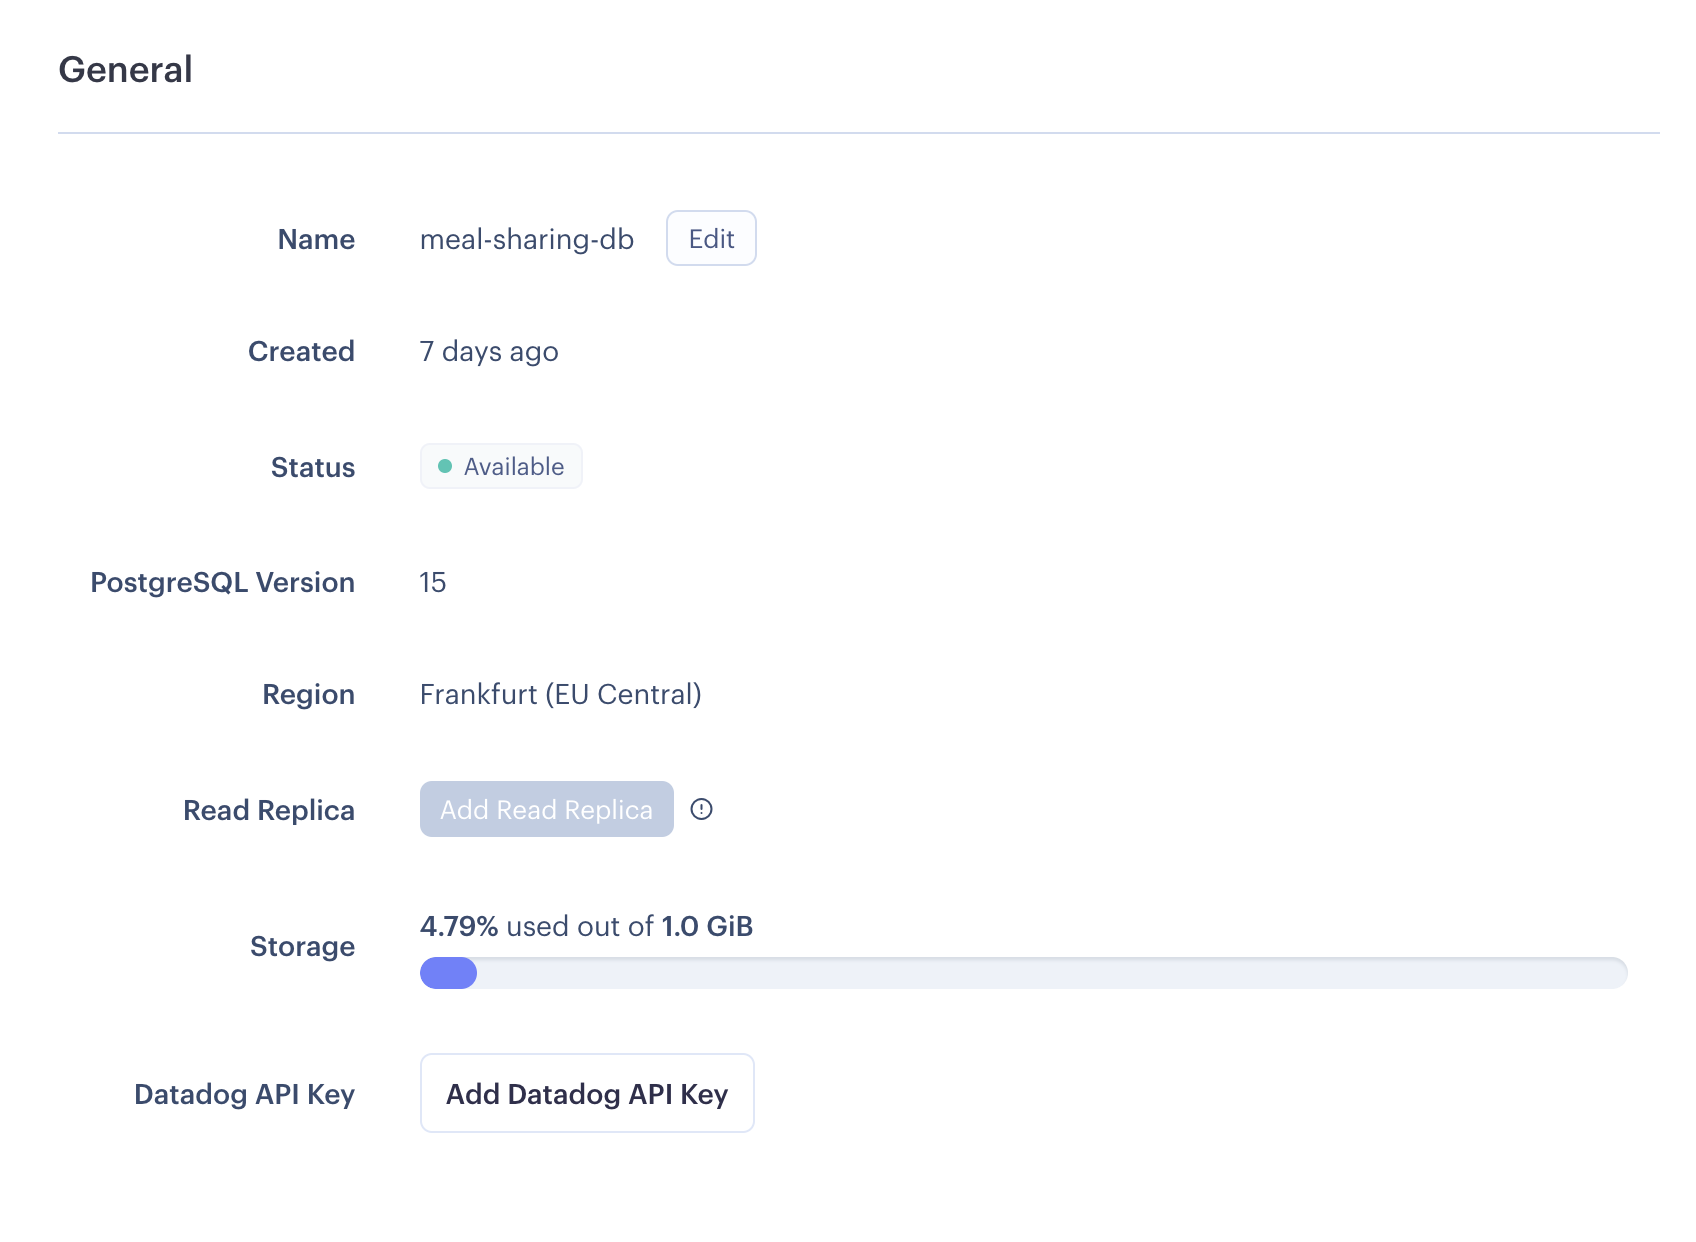 General
Name
meal-sharing-db
Edit
Created
7 days ago
Status
Available
PostgreSQL Version
15
Region
Frankfurt (EU Central)
Read Replica
Add Read Replica
Storage
4.79% used out of 1.0 GiB
Datadog API Key
Add Datadog API Key